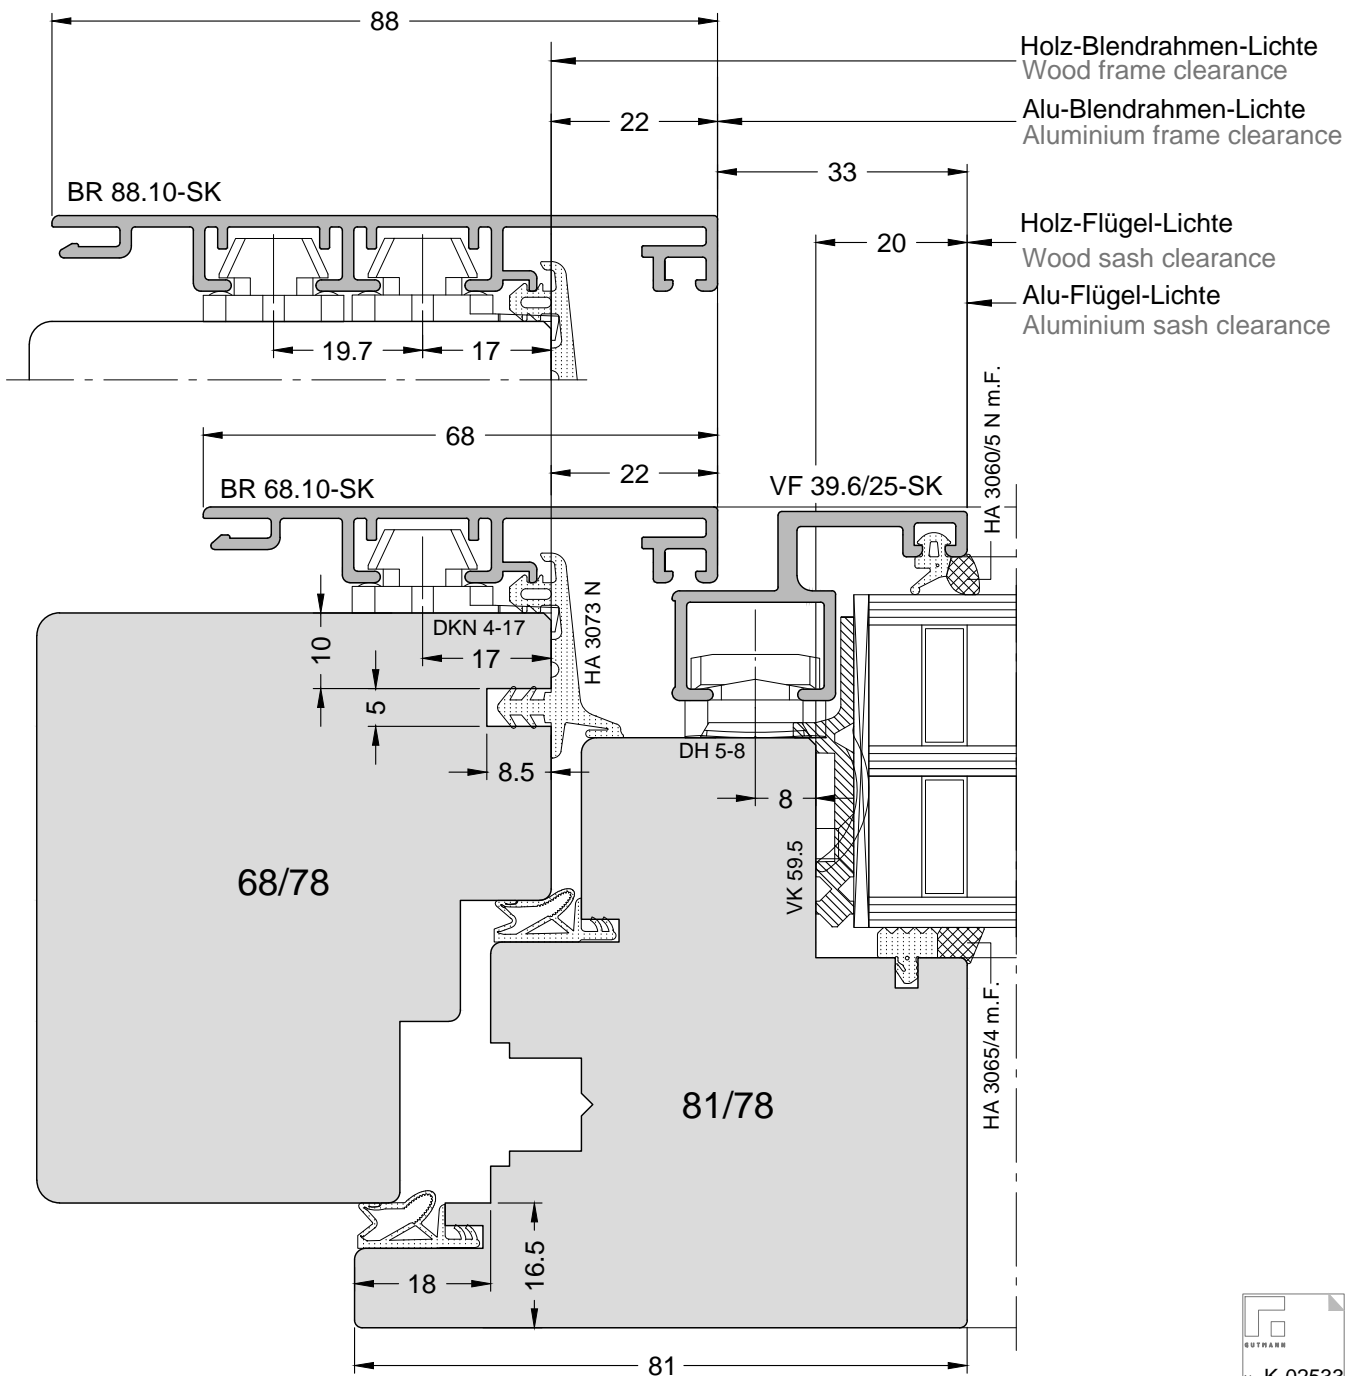 88
Holz-Blendrahmen-Lichte
Wood frame clearance
22
Alu-Blendrahmen-Lichte
Aluminium frame clearance
33
BR 88.10-SK
Holz-Flügel-Lichte
20
Wood sash clearance
Alu-Flügel-Lichte
Aluminium sash clearance
19.7
17
HA 3060/5 N m.F.
68
22
BR 68.10-SK
VF 39.6/25-SK
HA 3073 N
DKN 4-17
10
17
5
DH 5-8
8.5
8
VK 59.5
68/78
81/78
HA 3065/4 m.F.
16.5
18
81
GUTMANN
K-02533